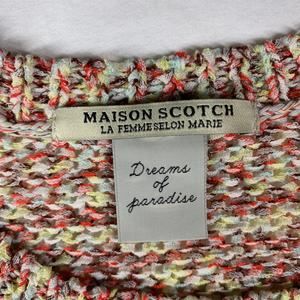 MAISON SCOTCH
LA FEMME SELON MARIE
Dreams
of
paradise